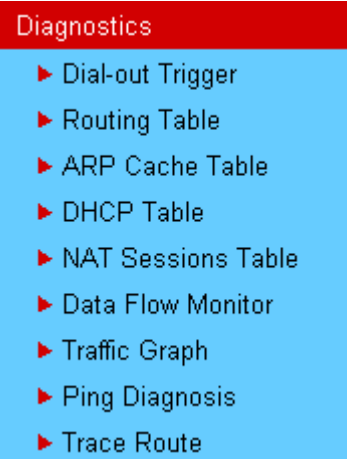 Diagnostics
Dial-out Trigger
Routing Table
ARP Cache Table
DHCP Table
NAT Sessions Table
Data Flow Monitor
Traffic Graph
Ping Diagnosis
Trace Route